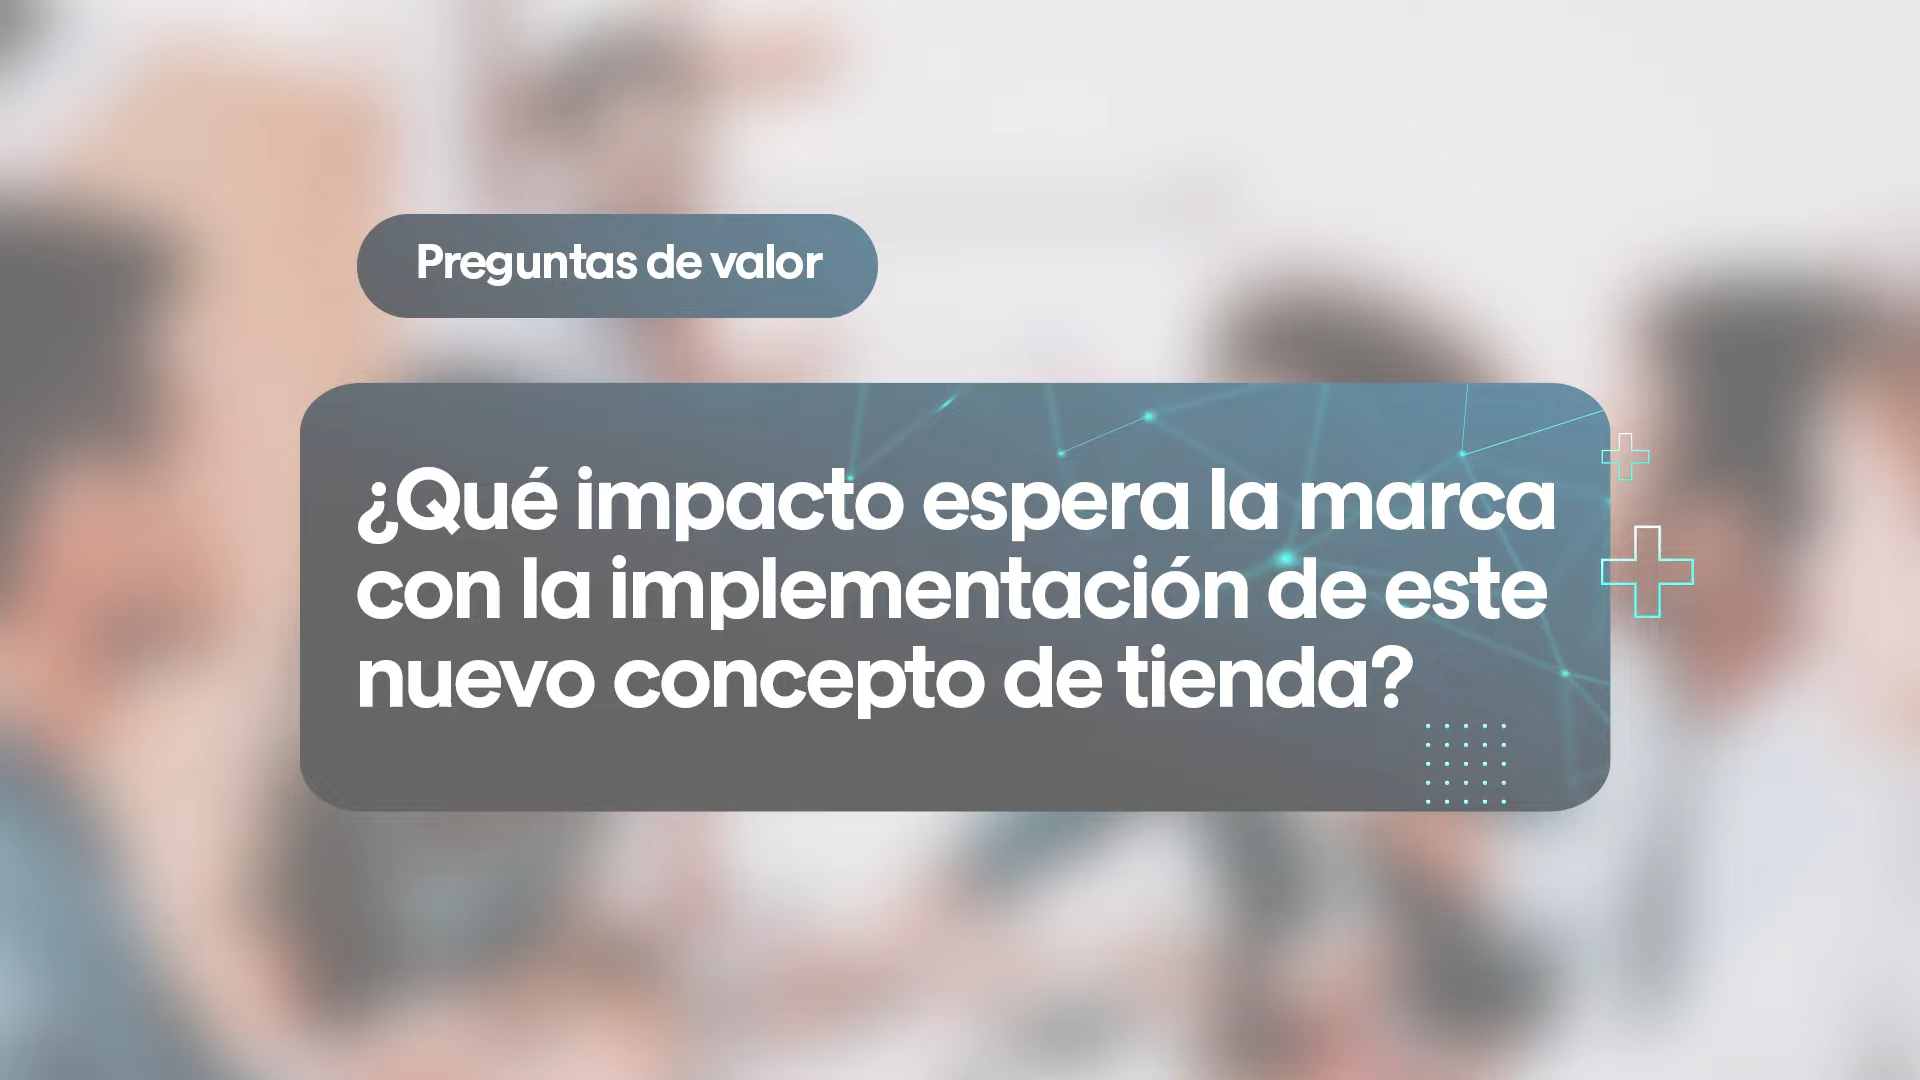 Preguntas de valor
¿Qué impacto espera la marca
con la implementación de este
nuevo concepto de tienda?